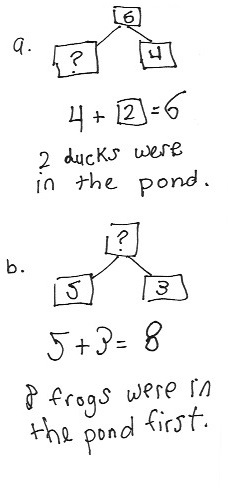 a.
6
? 4
4 + 2 = 6
2 ducks were
in the pond.
b.
?
5 3
5 + 3 = 8
8 frogs were in
the pond first.